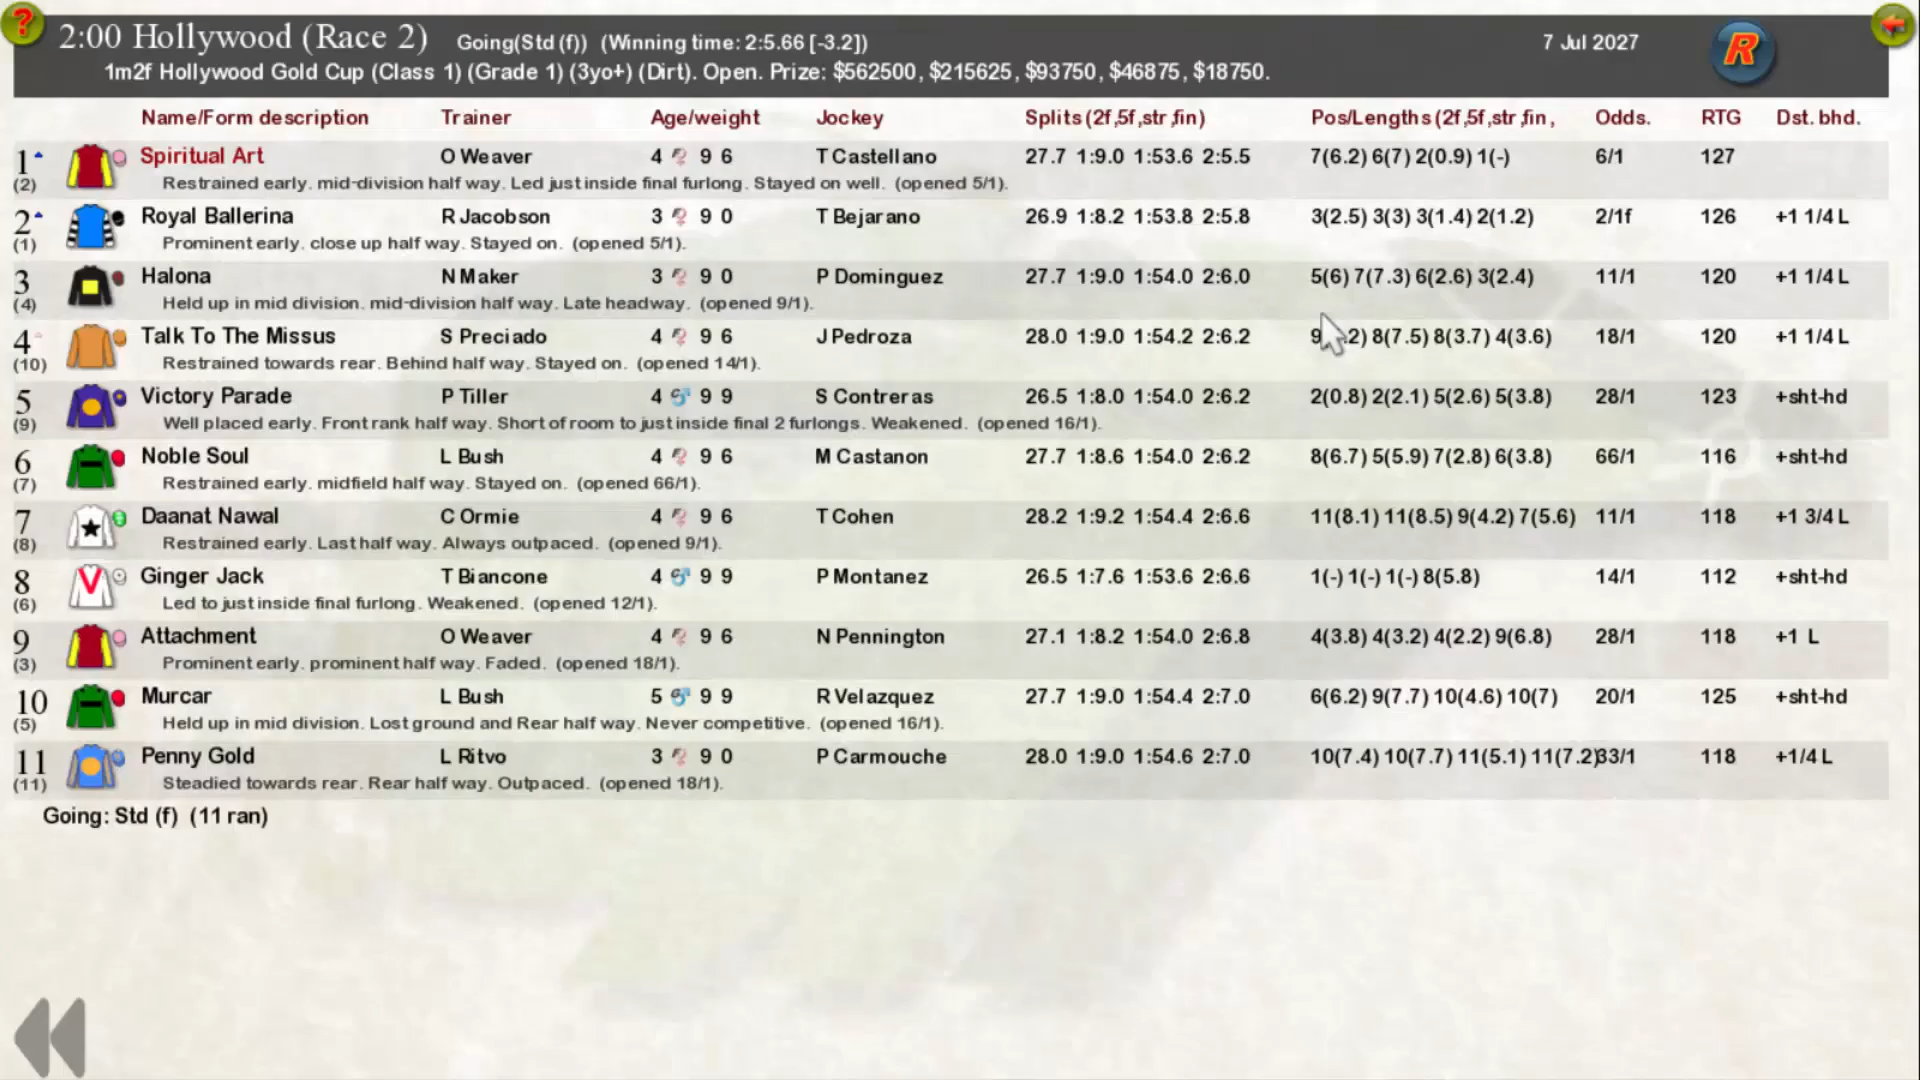 ?
2:00 Hollywood (Race 2) Going(Std (f)) (Winning time: 2:5.66 [-3.2]) 7 Jul 2027 R
1m2f Hollywood Gold Cup (Class 1) (Grade 1) (3yo+) (Dirt). Open. Prize: $562500, $215625, $93750, $46875, $18750.
Name/Form description Trainer Age/weight Jockey Splits (2f,5f,str,fin) Pos/Lengths (2f,5f,str,fin, Odds. RTG Dst. bhd.
1 Spiritual Art O Weaver 4 9 6 T Castellano 27.7 1:9.0 1:53.6 2:5.5 7(6.2) 6(7) 2(0.9) 1(-) 6/1 127
(2) Restrained early. mid-division half way. Led just inside final furlong. Stayed on well. (opened 5/1).
2 Royal Ballerina R Jacobson 3 9 0 T Bejarano 26.9 1:8.2 1:53.8 2:5.8 3(2.5) 3(3) 3(1.4) 2(1.2) 2/1f 126 +1 1/4 L
(1) Prominent early. close up half way. Stayed on. (opened 5/1).
3 Halona N Maker 3 9 0 P Dominguez 27.7 1:9.0 1:54.0 2:6.0 5(6) 7(7.3) 6(2.6) 3(2.4) 11/1 120 +1 1/4 L
(4) Held up in mid division. mid-division half way. Late headway. (opened 9/1).
4 Talk To The Missus S Preciado 4 9 6 J Pedroza 28.0 1:9.0 1:54.2 2:6.2 8(7.5) 8(3.7) 4(3.6) 18/1 120 +1 1/4 L
(10) Restrained towards rear. Behind half way. Stayed on. (opened 14/1).
5 Victory Parade P Tiller 4 9 9 S Contreras 26.5 1:8.0 1:54.0 2:6.2 2(0.8) 2(2.1) 5(2.6) 5(3.8) 28/1 123 +sht-hd
(9) Well placed early. Front rank half way. Short of room to just inside final 2 furlongs. Weakened. (opened 16/1).
6 Noble Soul L Bush 4 9 6 M Castanon 27.7 1:8.6 1:54.0 2:6.2 8(6.7) 5(5.9) 7(2.8) 6(3.8) 66/1 116 +sht-hd
(7) Restrained early. midfield half way. Stayed on. (opened 66/1).
7 Daanat Nawal C Ormie 4 9 6 T Cohen 28.2 1:9.2 1:54.4 2:6.6 11(8.1) 11(8.5) 9(4.2) 7(5.6) 11/1 118 +1 3/4 L
(8) Restrained early. Last half way. Always outpaced. (opened 9/1).
8 Ginger Jack T Biancone 4 9 9 P Montanez 26.5 1:7.6 1:53.6 2:6.6 1(-) 1(-) 1(-) 8(5.8) 14/1 112 +sht-hd
(6) Led to just inside final furlong. Weakened. (opened 12/1).
9 Attachment O Weaver 4 9 6 N Pennington 27.1 1:8.2 1:54.0 2:6.8 4(3.8) 4(3.2) 4(2.2) 9(6.8) 28/1 118 +1 L
(3) Prominent early. prominent half way. Faded. (opened 18/1).
10 Murcar L Bush 5 9 9 R Velazquez 27.7 1:9.0 1:54.4 2:7.0 6(6.2) 9(7.7) 10(4.6) 10(7) 20/1 125 +sht-hd
(5) Held up in mid division. Lost ground and Rear half way. Never competitive. (opened 16/1).
11 Penny Gold L Ritvo 3 9 0 P Carmouche 28.0 1:9.0 1:54.6 2:7.0 10(7.4) 10(7.7) 11(5.1) 11(7.2) 33/1 118 +1/4 L
(11) Steadied towards rear. Rear half way. Outpaced. (opened 18/1).
Going: Std (f) (11 ran)